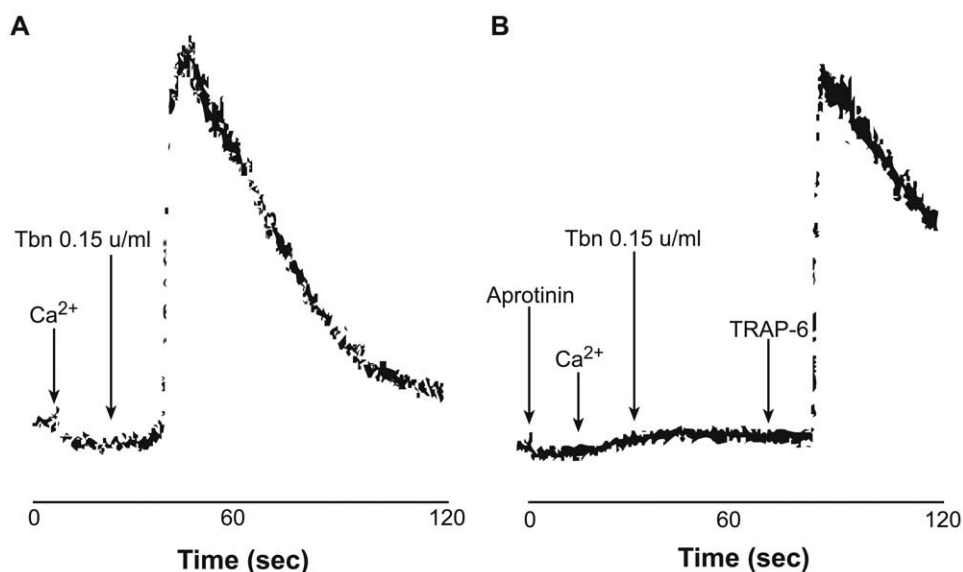 A
Tbn 0.15 u/ml
Ca2+
0 60 120
Time (sec)
B
Tbn 0.15 u/ml
Aprotinin
TRAP-6
Ca2+
0 60 120
Time (sec)